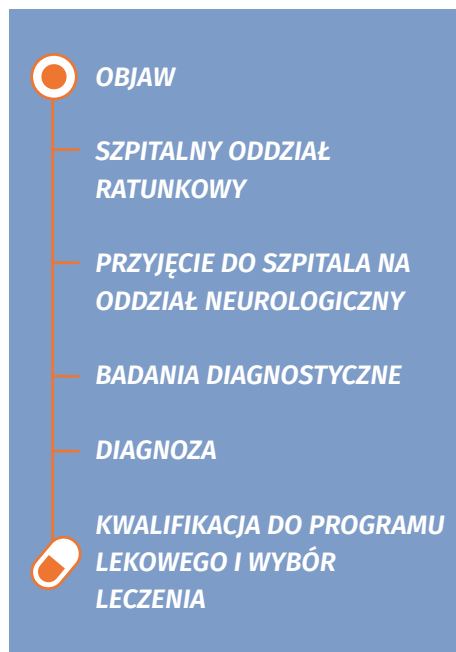 OBJAW
SZPITALNY ODDZIAŁ
RATUNKOWY
PRZYJĘCIE DO SZPITALA NA
ODDZIAŁ NEUROLOGICZNY
BADANIA DIAGNOSTYCZNE
DIAGNOZA
KWALIFIKACJA DO PROGRAMU
LEKOWEGO I WYBÓR
LECZENIA